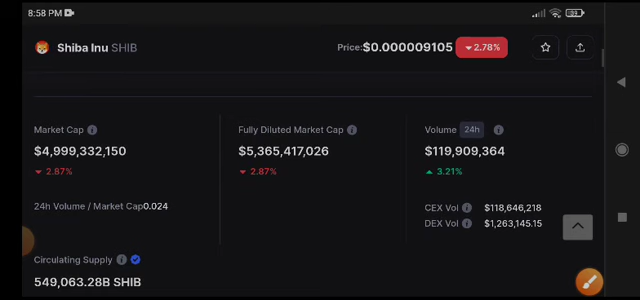 8:58 PM
Shiba Inu SHIB
Price:$0.000009105 2.78%
Market Cap
$4,999,332,150
2.87%
24h Volume / Market Cap0.024
Fully Diluted Market Cap
$5,365,417,026
2.87%
Volume 24h
$119,909,364
3.21%
CEX Vol $118,646,218
DEX Vol $1,263,145.15
Circulating Supply
549,063.28B SHIB